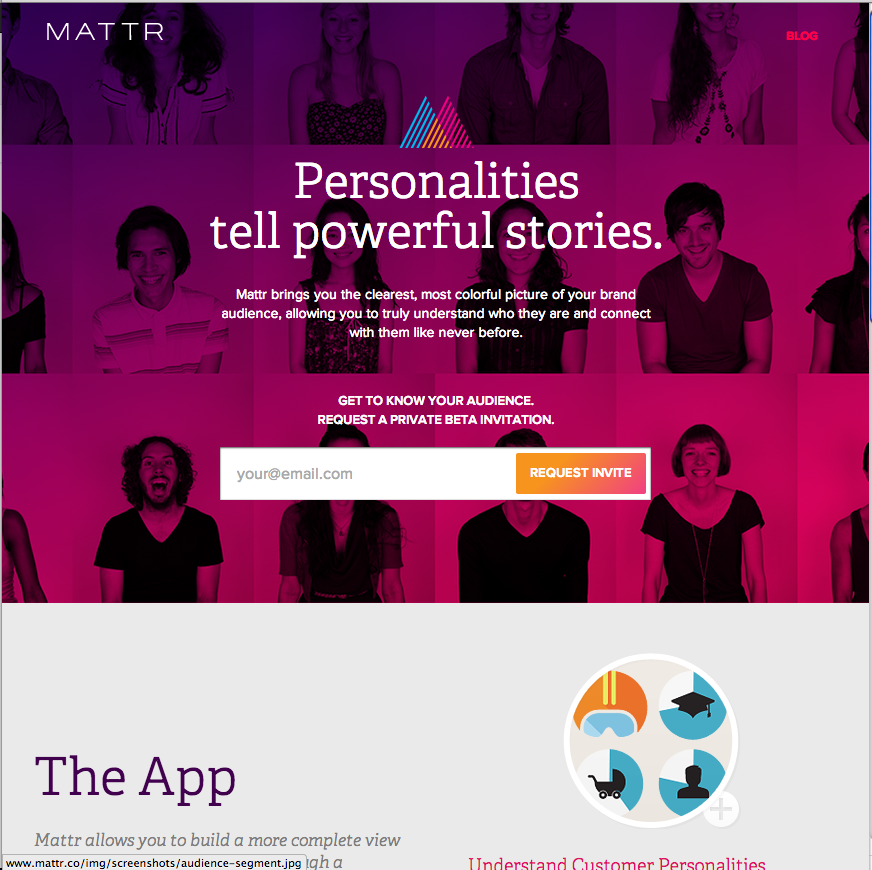 MATTR
BLOG
Personalities
tell powerful stories.
Mattr brings you the clearest, most colorful picture of your brand
audience, allowing you to truly understand who they are and connect
with them like never before.
GET TO KNOW YOUR AUDIENCE.
REQUEST A PRIVATE BETA INVITATION.
your@email.com
REQUEST INVITE
The App
Mattr allows you to build a more complete view
a
www.mattr.co/img/screenshots/audience-segment.jpg
Understand Customer Personalities